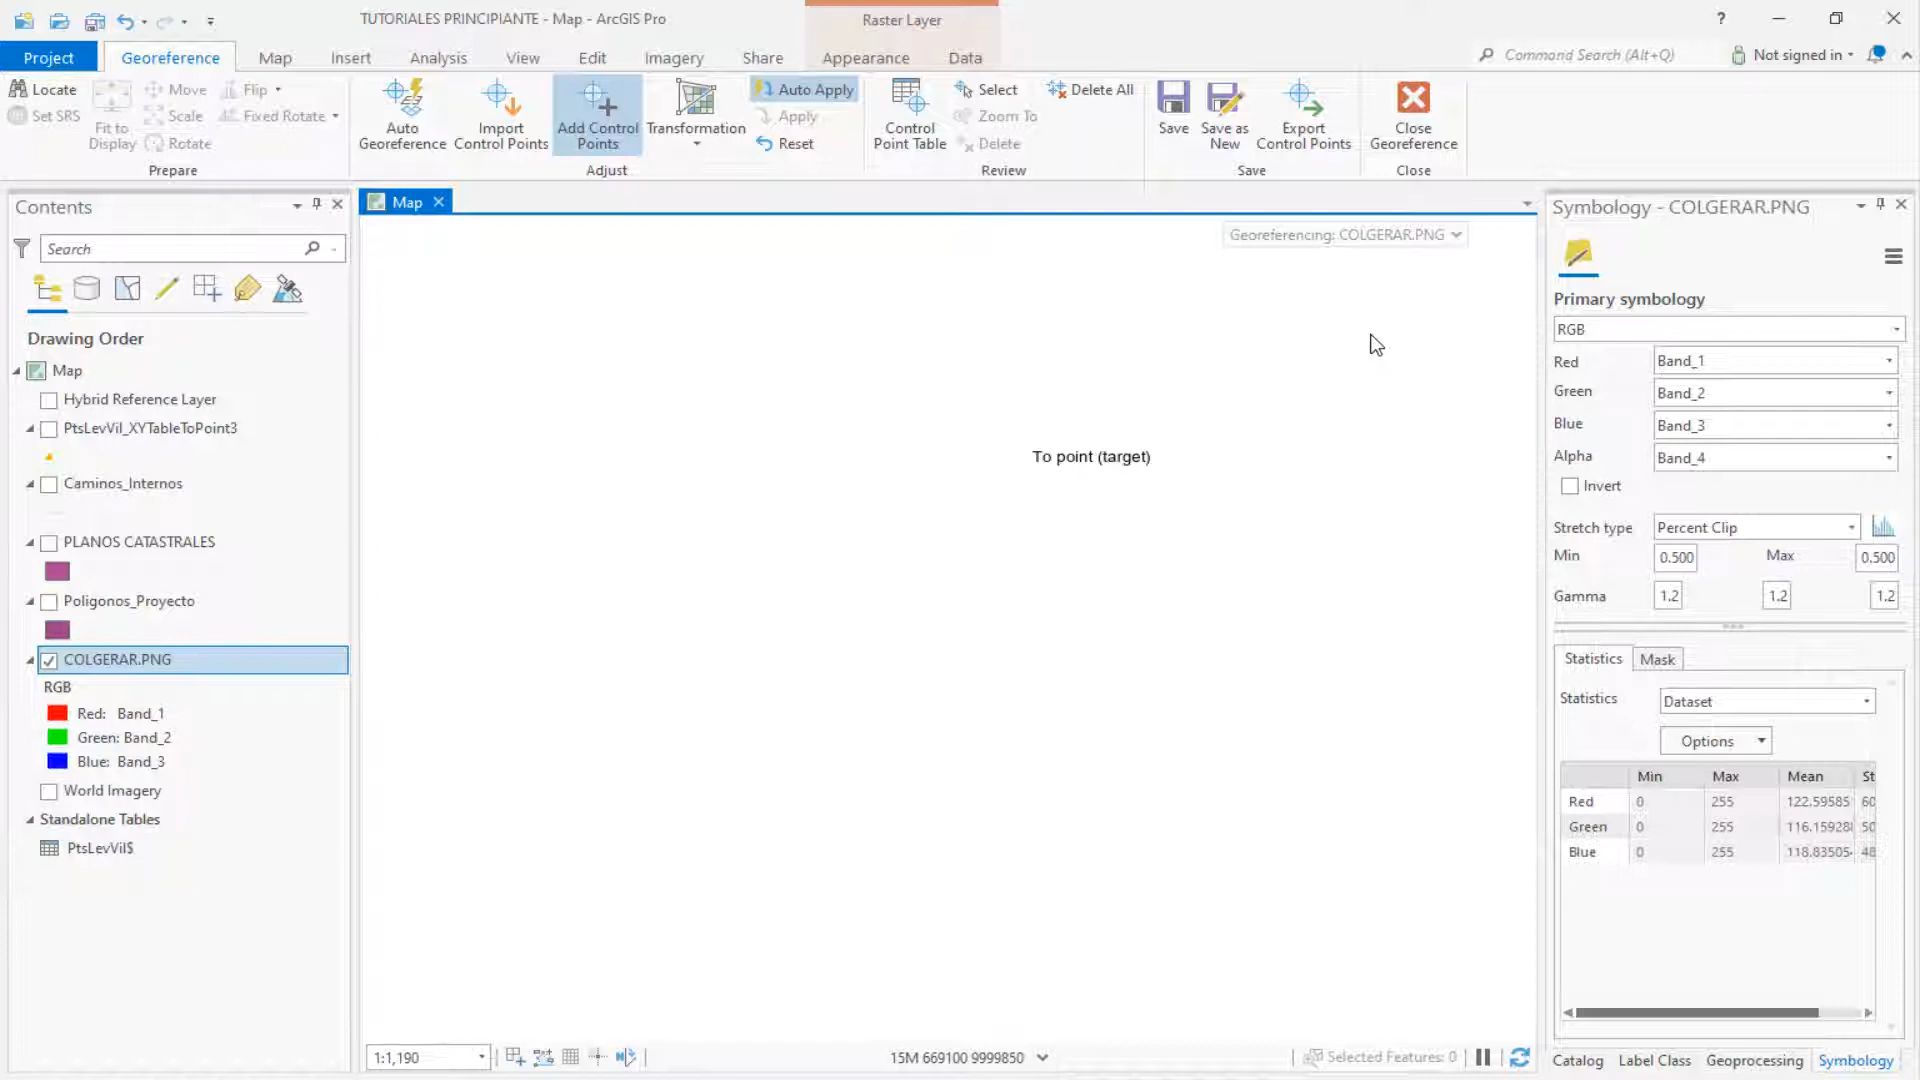 TUTORIALES PRINCIPIANTE - Map - ArcGIS Pro
Raster Layer
?
Project
Georeference
Map
Insert
Analysis
View
Edit
Imagery
Share
Appearance
Data
Command Search (Alt+Q)
Not signed in
Locate
Set SRS
Fit to
Display
Move
Scale
Rotate
Flip
Fixed Rotate
Prepare
Auto
Georeference
Import
Control Points
Add Control
Points
Transformation
Auto Apply
Apply
Reset
Adjust
Control
Point Table
Select
Zoom To
Delete
Delete All
Review
Save
Save as
New
Export
Control Points
Save
Close
Georeference
Close
Contents
Search
Drawing Order
Map
Hybrid Reference Layer
PtsLevVil_XYTableToPoint3
Caminos_Internos
PLANOS CATASTRALES
Poligonos_Proyecto
COLGERAR.PNG
RGB
Red: Band_1
Green: Band_2
Blue: Band_3
World Imagery
Standalone Tables
PtsLevVil$
Map
Georeferencing: COLGERAR.PNG
To point (target)
1:1,190
15M 669100 9999850
Selected Features: 0
Symbology - COLGERAR.PNG
Primary symbology
RGB
Red Band_1
Green Band_2
Blue Band_3
Alpha Band_4
Invert
Stretch type Percent Clip
Min 0.500 Max 0.500
Gamma 1.2 1.2 1.2
Statistics Mask
Statistics Dataset
Options
Min Max Mean St
Red 0 255 122.59585 60
Green 0 255 116.15928 50
Blue 0 255 118.83505 48
Catalog Label Class Geoprocessing Symbology